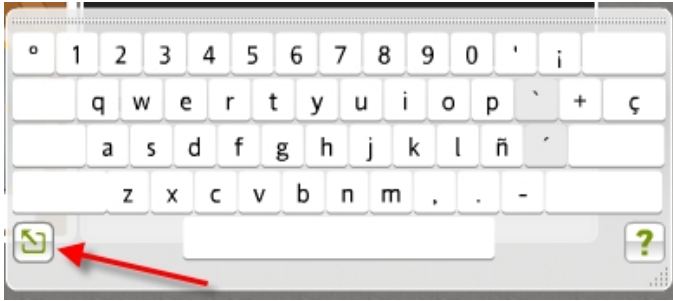 º 1 2 3 4 5 6 7 8 9 0 ' ¡
q w e r t y u i o p ` + ç
a s d f g h j k l ñ ´
z x c v b n m , . -
?